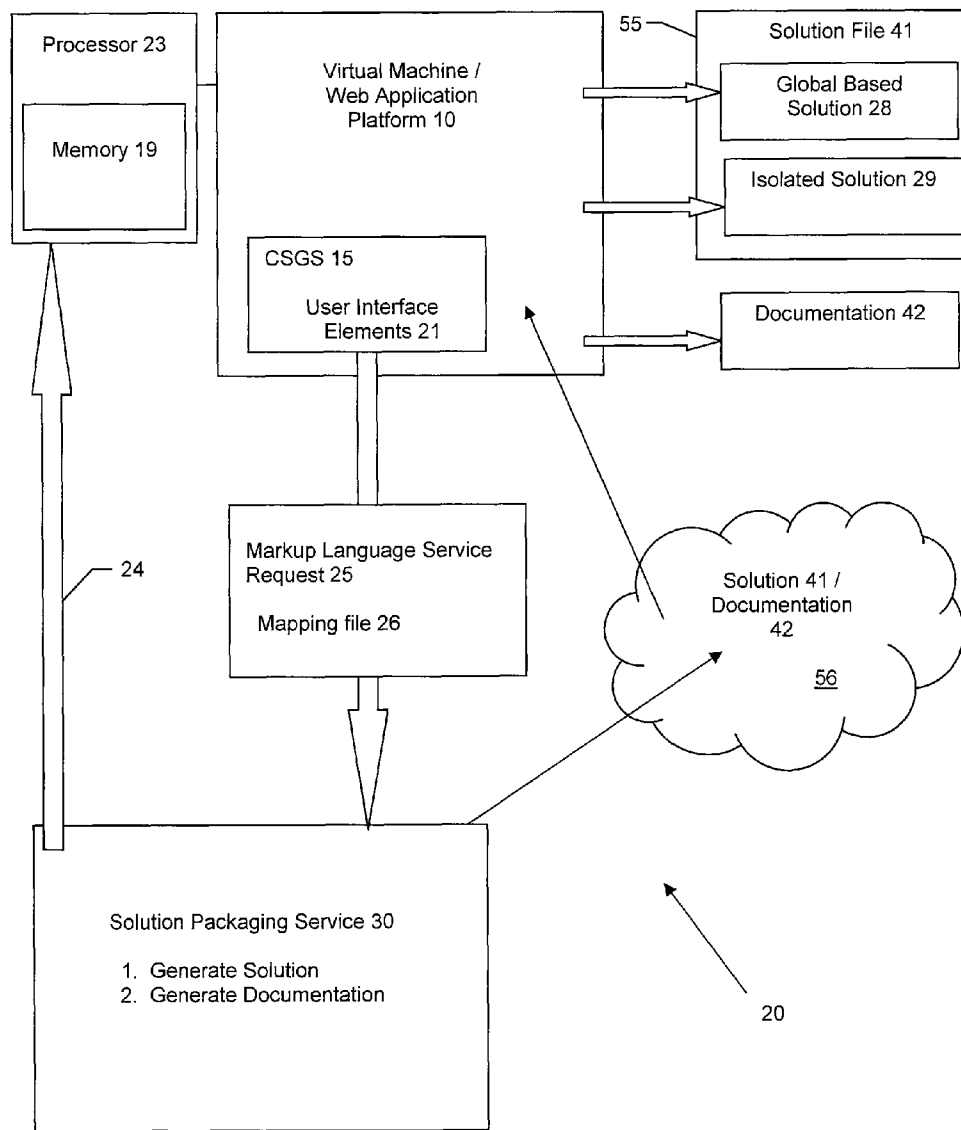 Processor 23
Memory 19
Virtual Machine /
Web Application
Platform 10
CSGS 15
User Interface
Elements 21
55
Solution File 41
Global Based
Solution 28
Isolated Solution 29
Documentation 42
24
Markup Language Service
Request 25
Mapping file 26
Solution 41 /
Documentation
42
56
Solution Packaging Service 30
1. Generate Solution
2. Generate Documentation
20